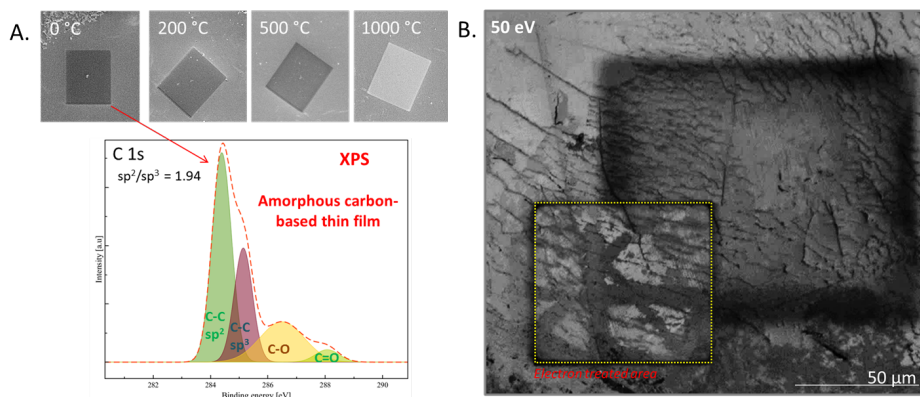 A.
0 °C
200 °C
500 °C
1000 °C
C 1s
sp²/sp³ = 1.94
XPS
Amorphous carbon-
based thin film
Intensity [a.u]
C-C
sp²
C-C
sp³
C-O
C=O
282
284
286
288
290
Binding energy [eV]
B.
50 eV
Electron treated area
50 µm